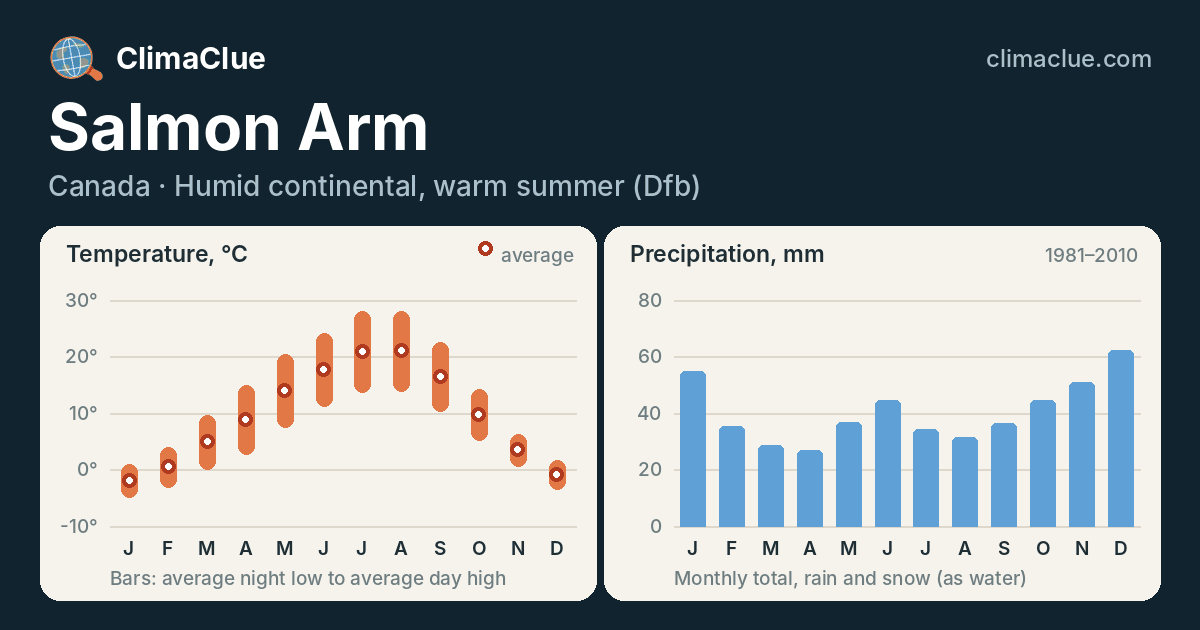 ClimaClue
climaclue.com
Salmon Arm
Canada · Humid continental, warm summer (Dfb)
Temperature, °C
average
30°
20°
10°
0°
-10°
J F M A M J J A S O N D
Bars: average night low to average day high
Precipitation, mm
1981–2010
80
60
40
20
0
J F M A M J J A S O N D
Monthly total, rain and snow (as water)